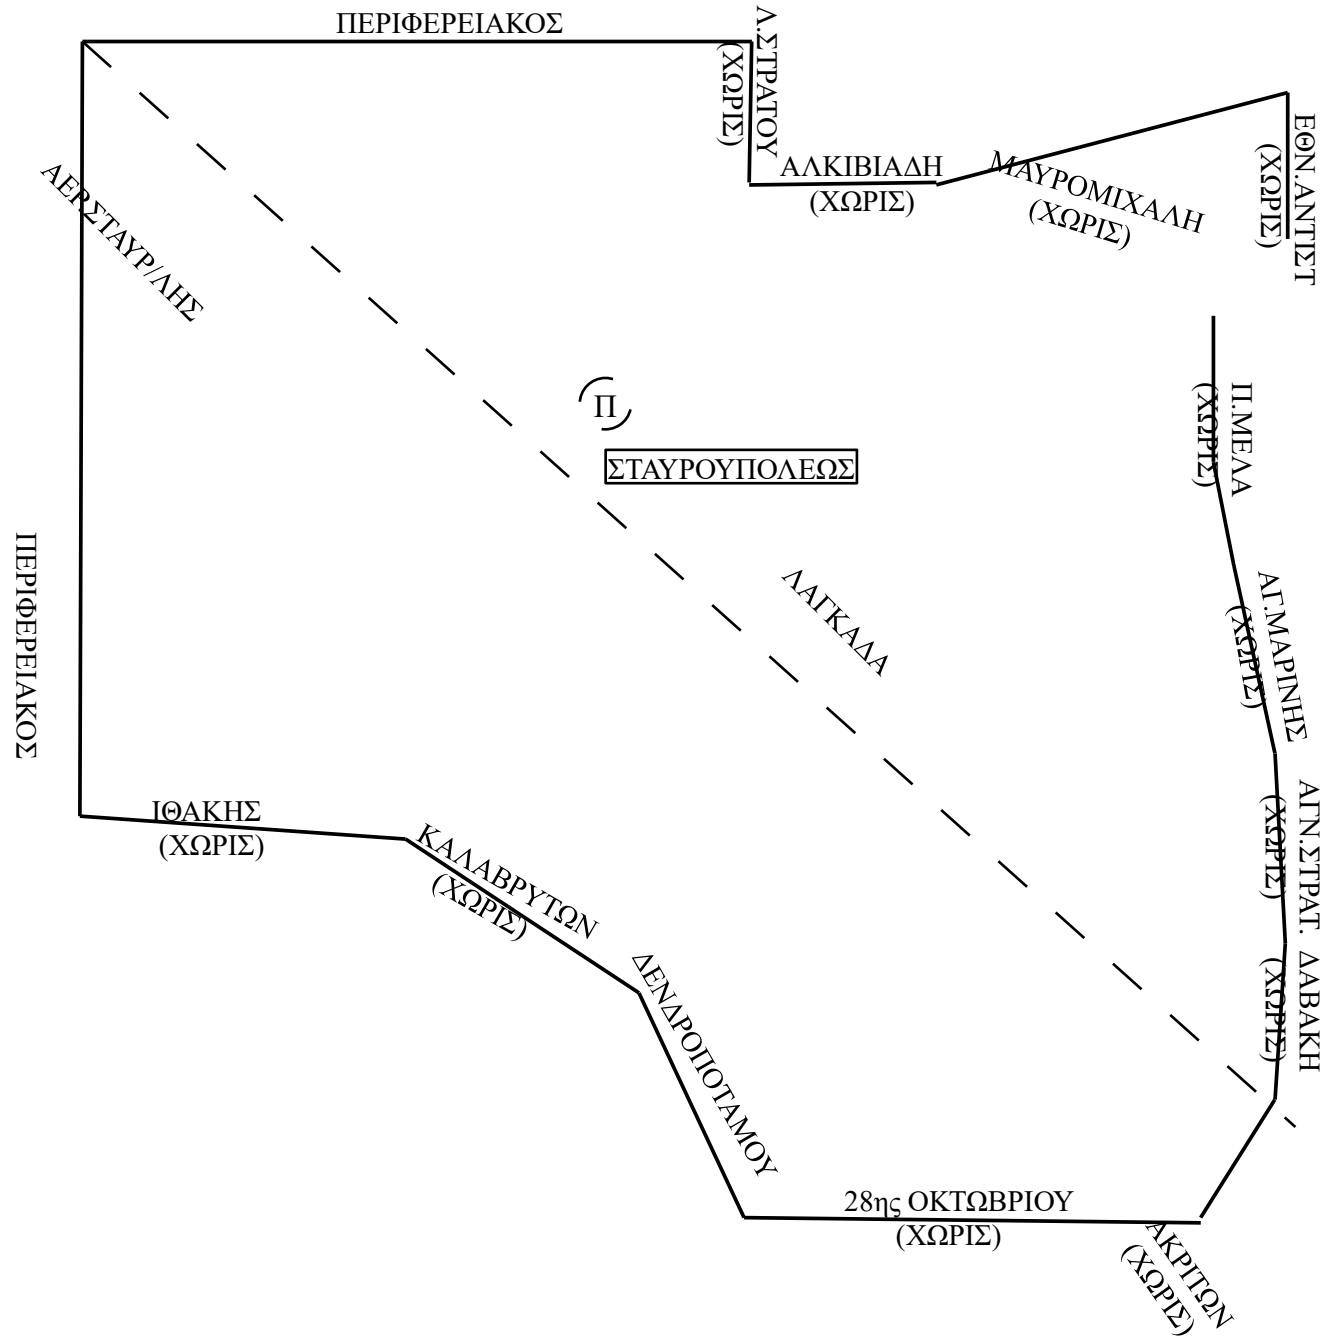 ΠΕΡΙΦΕΡΕΙΑΚΟΣ
Λ.ΣΤΡΑΤΟΥ
(ΧΩΡΙΣ)
ΑΛΚΙΒΙΑΔΗ
(ΧΩΡΙΣ)
ΜΑΥΡΟΜΙΧΑΛΗ
(ΧΩΡΙΣ)
ΕΘΝ.ΑΝΤΙΣΤ
(ΧΩΡΙΣ)
ΑΕΡ.ΣΤΑΥΡ/ΛΗΣ
Π
ΣΤΑΥΡΟΥΠΟΛΕΩΣ
Π.ΜΕΛΑ
(ΧΩΡΙΣ)
ΠΕΡΙΦΕΡΕΙΑΚΟΣ
ΛΑΓΚΑΔΑ
ΑΓ.ΜΑΡΙΝΗΣ
(ΧΩΡΙΣ)
ΙΘΑΚΗΣ
(ΧΩΡΙΣ)
ΚΑΛΑΒΡΥΤΩΝ
(ΧΩΡΙΣ)
ΑΓΝ.ΣΤΡΑΤ.
(ΧΩΡΙΣ)
ΔΕΝΔΡΟΠΟΤΑΜΟΥ
ΔΑΒΑΚΗ
(ΧΩΡΙΣ)
28ης ΟΚΤΩΒΡΙΟΥ
(ΧΩΡΙΣ)
ΑΚΡΙΤΩΝ
(ΧΩΡΙΣ)